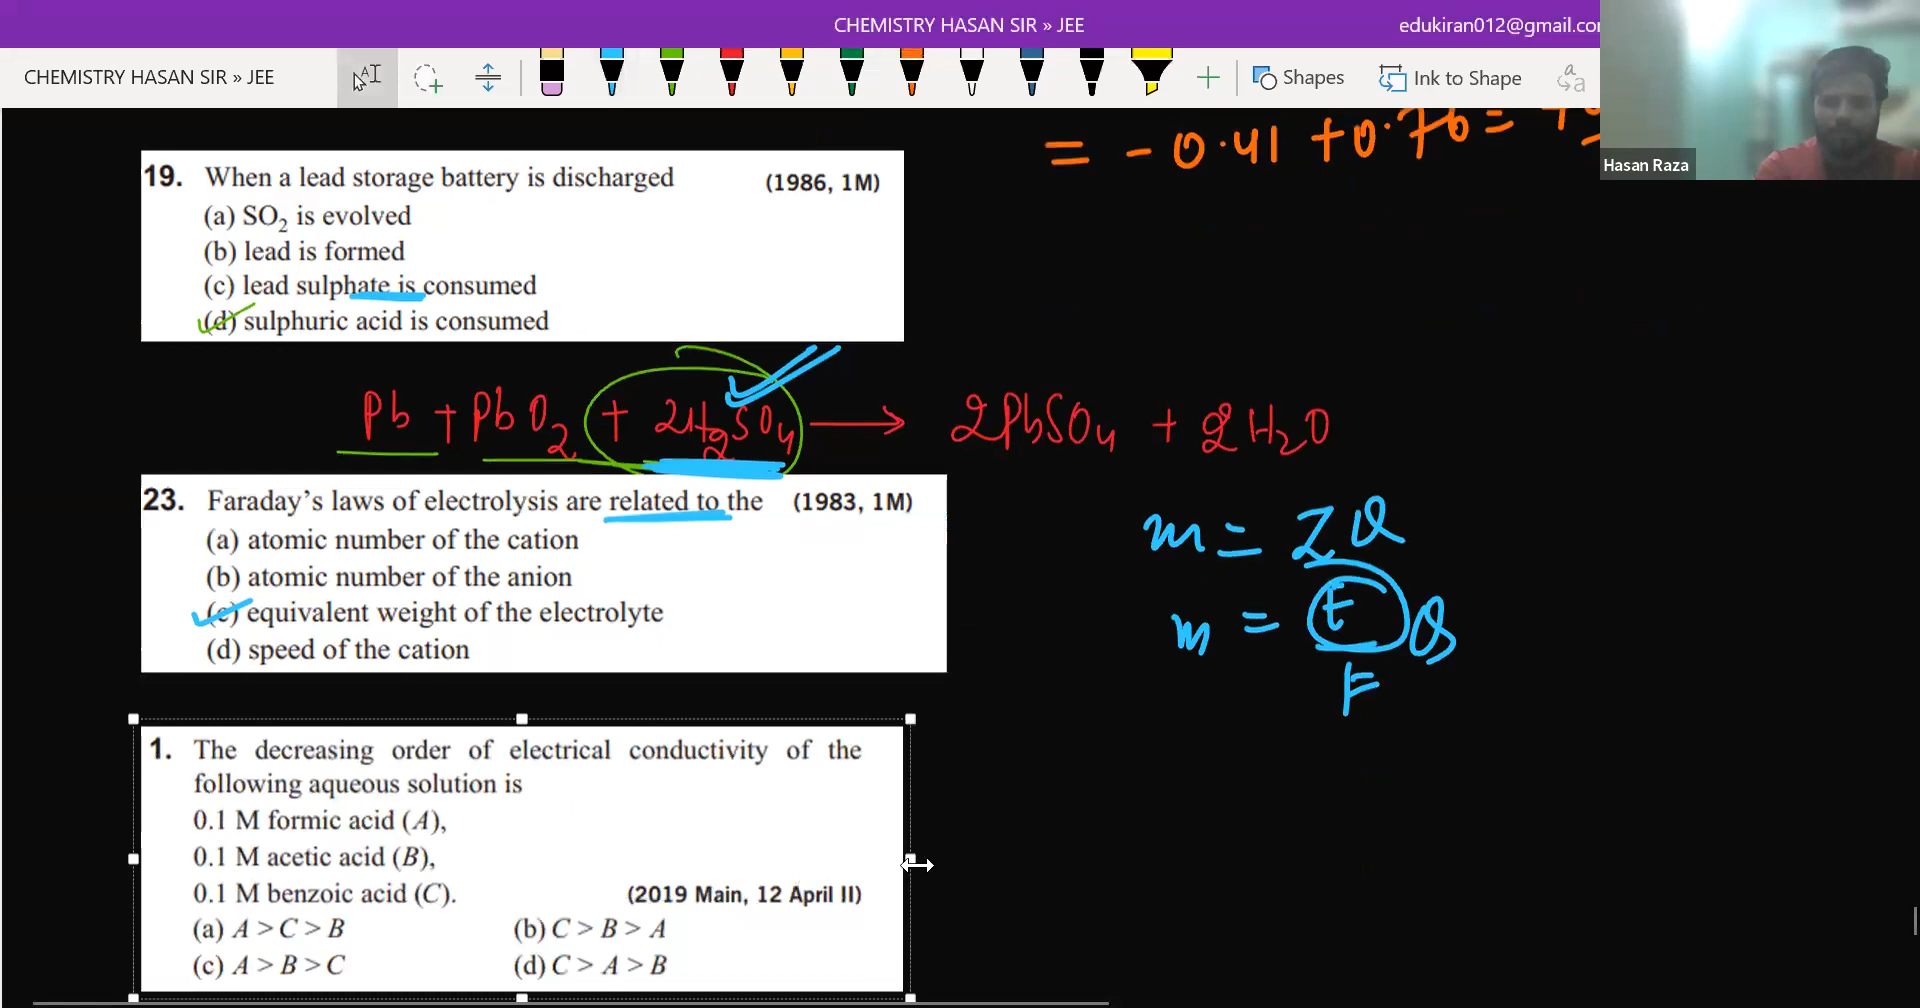 CHEMISTRY HASAN SIR » JEE
edukiran012@gmail.co
CHEMISTRY HASAN SIR » JEE
Shapes
Ink to Shape
Hasan Raza
= - 0.41 + 0.76 =
19. When a lead storage battery is discharged (1986, 1M)
(a) SO₂ is evolved
(b) lead is formed
(c) lead sulphate is consumed
(d) sulphuric acid is consumed
Pb + PbO₂ + 2H₂SO₄ → 2PbSO₄ + 2H₂O
23. Faraday's laws of electrolysis are related to the (1983, 1M)
(a) atomic number of the cation
(b) atomic number of the anion
(c) equivalent weight of the electrolyte
(d) speed of the cation
m = ZQ
m = E/F Q
1. The decreasing order of electrical conductivity of the
following aqueous solution is
0.1 M formic acid (A),
0.1 M acetic acid (B),
0.1 M benzoic acid (C). (2019 Main, 12 April II)
(a) A > C > B (b) C > B > A
(c) A > B > C (d) C > A > B